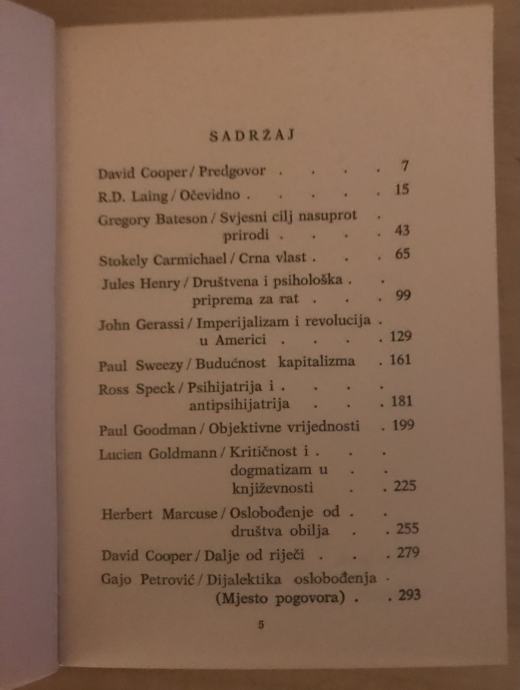 SADRŽAJ
David Cooper / Predgovor . . . . 7
R.D. Laing / Očevidno . . . . . 15
Gregory Bateson / Svjesni cilj nasuprot .
prirodi . . . . 43
Stokely Carmichael / Crna vlast . . . 65
Jules Henry / Društvena i psihološka . .
priprema za rat . . . 99
John Gerassi / Imperijalizam i revolucija .
u Americi . . . . 129
Paul Sweezy / Budućnost kapitalizma . 161
Ross Speck / Psihijatrija i . . . .
antipsihijatrija . . . 181
Paul Goodman / Objektivne vrijednosti . 199
Lucien Goldmann / Kritičnost i . . .
dogmatizam u . .
književnosti . . 225
Herbert Marcuse / Oslobođenje od . .
društva obilja . . 255
David Cooper / Dalje od riječi . . . 279
Gajo Petrović / Dijalektika oslobođenja .
(Mjesto pogovora) . . 293
5